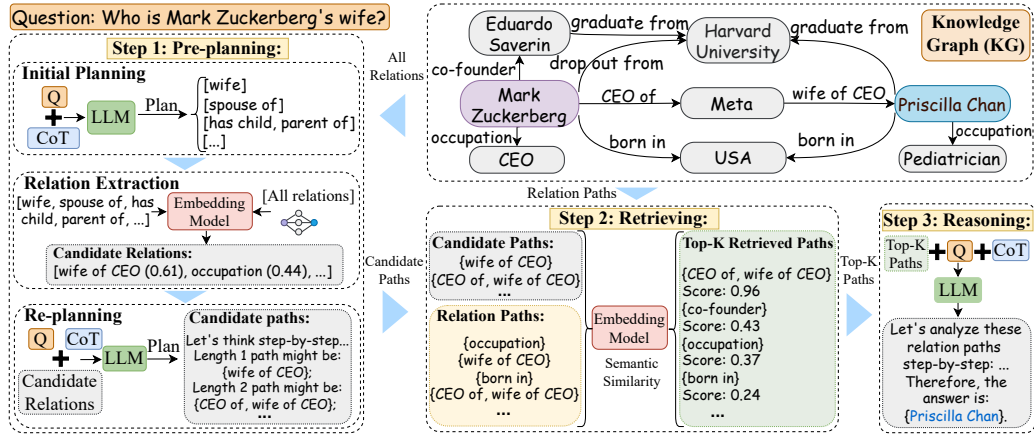 Question: Who is Mark Zuckerberg's wife?
Step 1: Pre-planning:
Initial Planning
Q
CoT
LLM
Plan
[wife]
[spouse of]
[has child, parent of]
[...]
Relation Extraction
[wife, spouse of, has
child, parent of, ...]
Embedding
Model
[All relations]
Candidate Relations:
[wife of CEO (0.61), occupation (0.44), ...]
Re-planning
Q
CoT
Candidate
Relations
LLM
Plan
Candidate paths:
Let's think step-by-step...
Length 1 path might be:
{wife of CEO};
Length 2 path might be:
{CEO of, wife of CEO};
All
Relations
Knowledge
Graph (KG)
Eduardo
Saverin
graduate from
Harvard
University
graduate from
co-founder
drop out from
Mark
Zuckerberg
CEO of
Meta
wife of CEO
Priscilla Chan
occupation
born in
born in
occupation
CEO
USA
Pediatrician
Relation Paths
Candidate
Paths
Step 2: Retrieving:
Candidate Paths:
{wife of CEO}
{CEO of, wife of CEO}
...
Relation Paths:
{occupation}
{wife of CEO}
{born in}
{CEO of, wife of CEO}
...
Embedding
Model
Semantic
Similarity
Top-K Retrieved Paths
{CEO of, wife of CEO}
Score: 0.96
{co-founder}
Score: 0.43
{occupation}
Score: 0.37
{born in}
Score: 0.24
...
Top-K
Paths
Step 3: Reasoning:
Top-K
Paths
Q
CoT
LLM
Let's analyze these
relation paths
step-by-step: ...
Therefore, the
answer is:
{Priscilla Chan}.